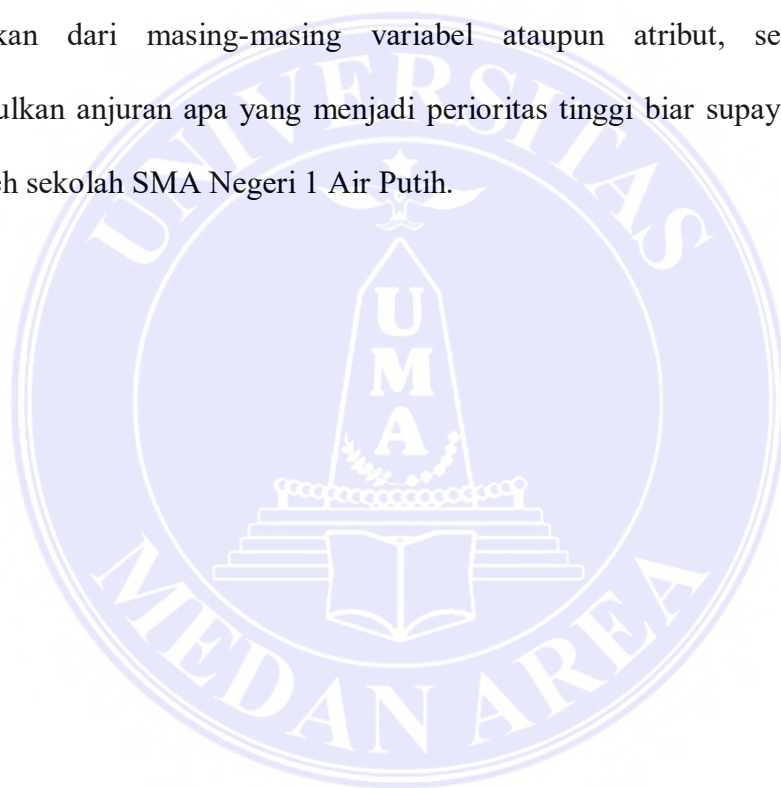 kan dari masing-masing variabel ataupun atribut, se
ulkan anjuran apa yang menjadi perioritas tinggi biar supay
eh sekolah SMA Negeri 1 Air Putih.
UNIVERSITAS
U
M
A
MEDAN AREA